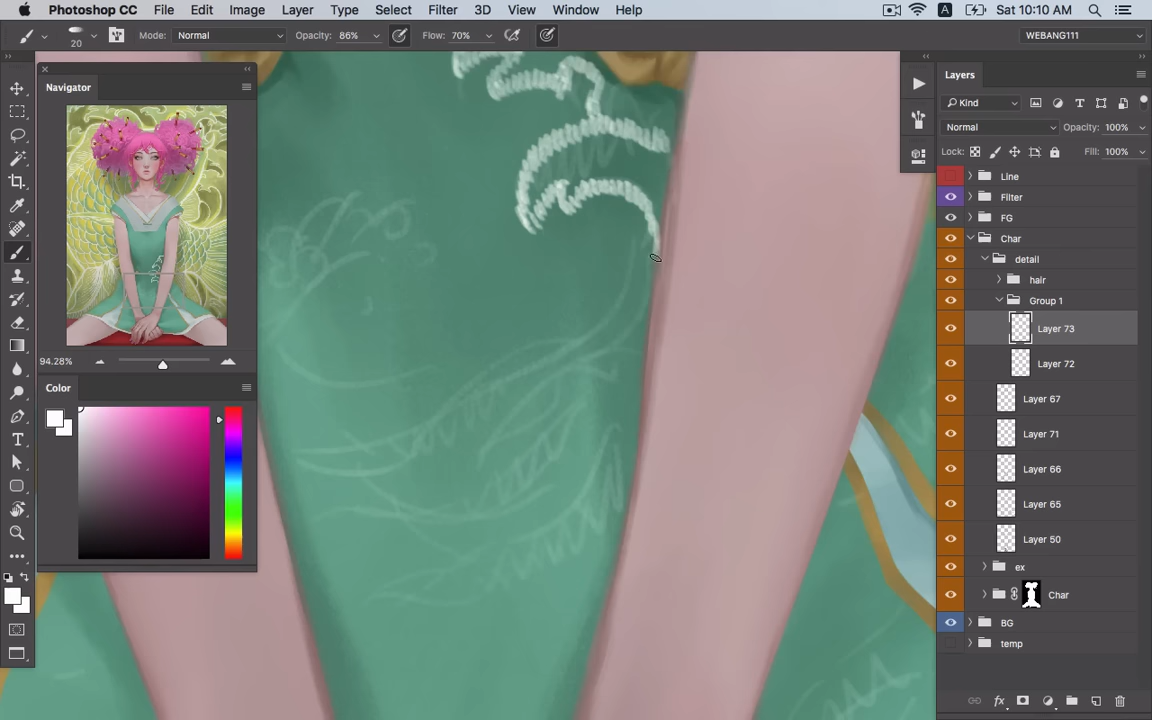 Photoshop CC File Edit Image Layer Type Select Filter 3D View Window Help A Sat 10:10 AM
20 Mode: Normal Opacity: 86% Flow: 70% WEBANG111
Navigator
94.28%
Color
Layers
Kind
Normal Opacity: 100%
Lock: Fill: 100%
Line
Filter
FG
Char
detail
hair
Group 1
Layer 73
Layer 72
Layer 67
Layer 71
Layer 66
Layer 65
Layer 50
ex
Char
BG
temp